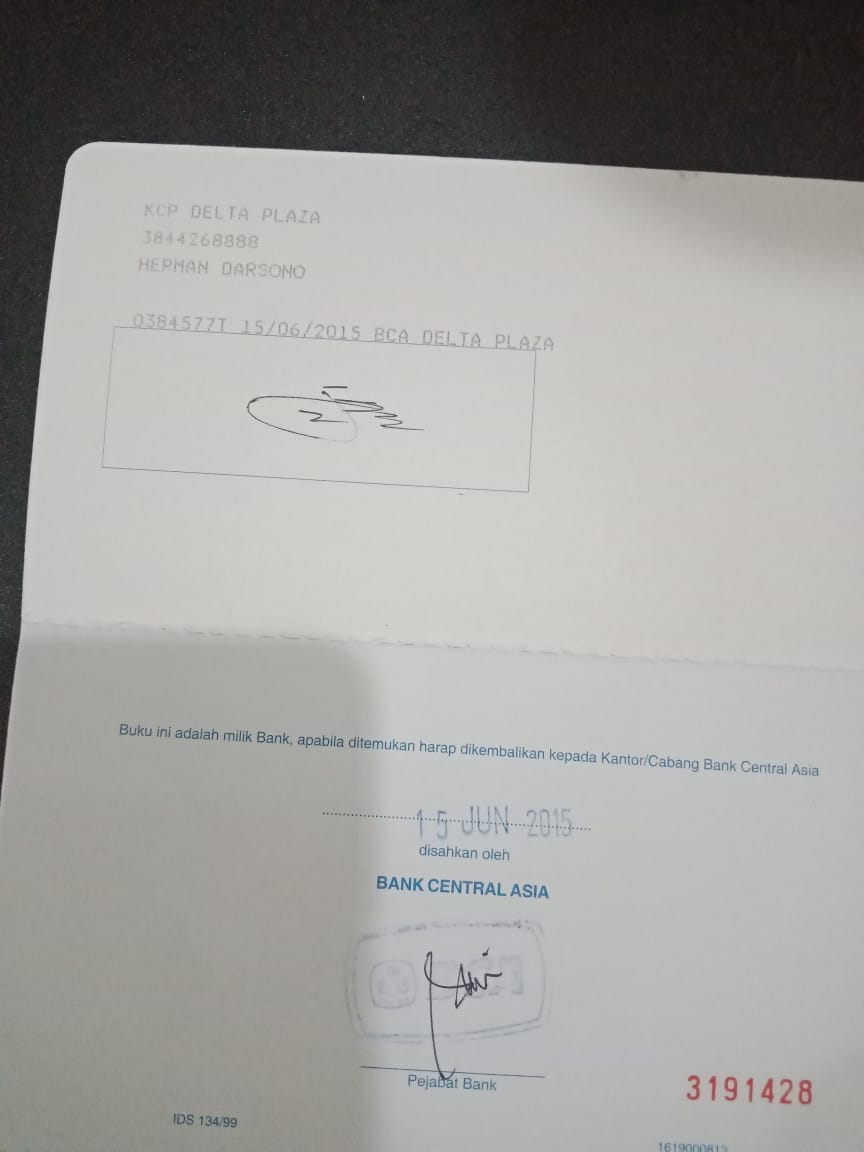 KCP DELTA PLAZA
3844268888
HERMAN DARSONO
0384577T 15/06/2015 BCA DELTA PLAZA
Buku ini adalah milik Bank, apabila ditemukan harap dikembalikan kepada Kantor/Cabang Bank Central Asia
15 JUN 2015
disahkan oleh
BANK CENTRAL ASIA
BCA
Pejabat Bank
3191428
IDS 134/99